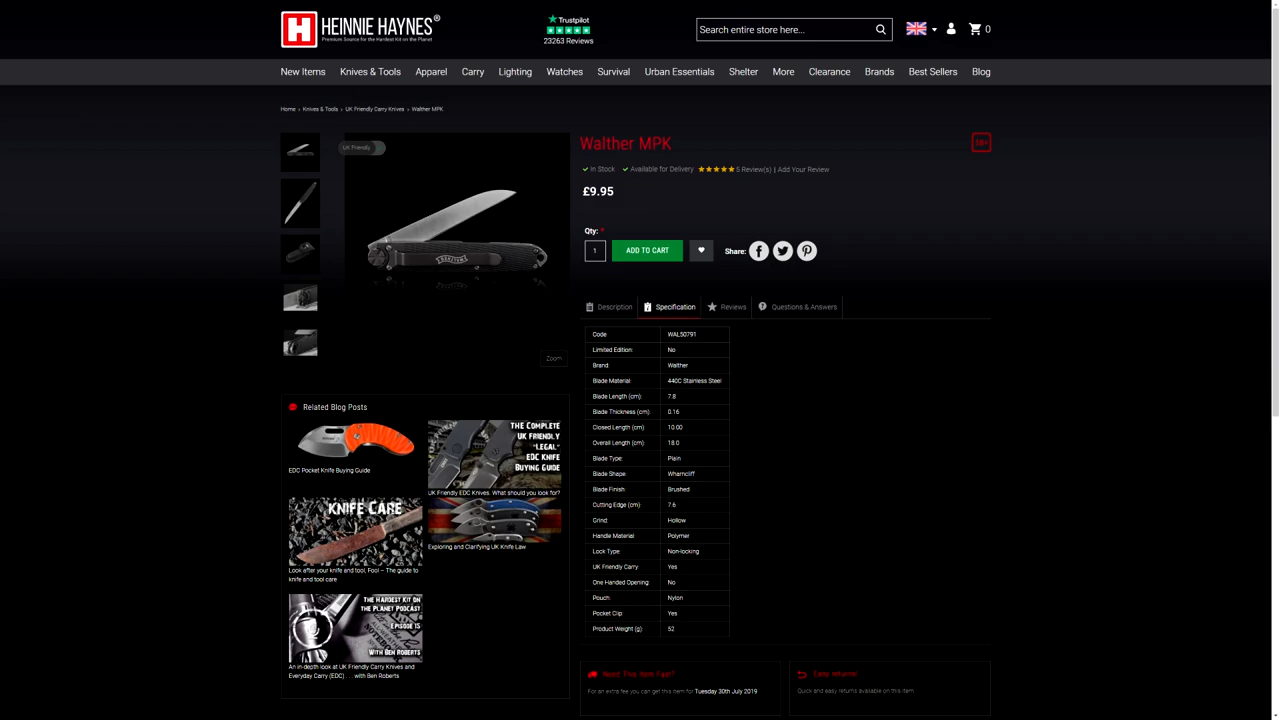 HEINNIE HAYNES®
Premium Source for the Hardest Kit on the Planet
Trustpilot
23263 Reviews
Search entire store here...
0
New Items
Knives & Tools
Apparel
Carry
Lighting
Watches
Survival
Urban Essentials
Shelter
More
Clearance
Brands
Best Sellers
Blog
Home › Knives & Tools › UK Friendly Carry Knives › Walther MPK
UK Friendly
Walther MPK
18+
In Stock
Available for Delivery
5 Review(s) | Add Your Review
£9.95
Qty: *
1
ADD TO CART
Share:
Zoom
Description
Specification
Reviews
Questions & Answers
Code WAL50791
Limited Edition: No
Brand Walther
Blade Material: 440C Stainless Steel
Blade Length (cm): 7.8
Blade Thickness (cm) 0.16
Closed Length (cm): 10.00
Overall Length (cm): 18.0
Blade Type: Plain
Blade Shape: Wharncliff
Blade Finish Brushed
Cutting Edge (cm) 7.6
Grind: Hollow
Handle Material: Polymer
Lock Type Non-locking
UK Friendly Carry: Yes
One Handed Opening: No
Pouch: Nylon
Pocket Clip: Yes
Product Weight (g): 52
Related Blog Posts
EDC Pocket Knife Buying Guide
THE COMPLETE
UK FRIENDLY
"LEGAL"
EDC KNIFE
BUYING GUIDE
UK Friendly EDC Knives. What should you look for?
KNIFE CARE
Look after your knife and tool, Fool – The guide to
knife and tool care
Exploring and Clarifying UK Knife Law
THE HARDEST KIT ON
THE PLANET PODCAST
EPISODE 15
WITH BEN ROBERTS
An in-depth look at UK Friendly Carry Knives and
Everyday Carry (EDC) . . .with Ben Roberts
Need This Item Fast?
For an extra fee you can get this item for Tuesday 30th July 2019
Easy returns!
Quick and easy returns available on this item